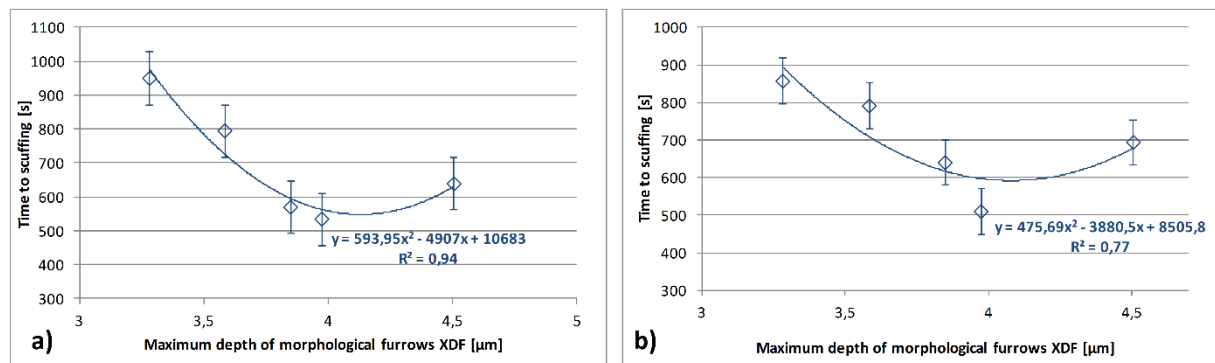 1100
1000
900
800
700
600
500
400
300
Time to scuffing [s]
y = 593,95x² - 4907x + 10683
R² = 0,94
3 3,5 4 4,5 5
a) Maximum depth of morphological furrows XDF [µm]
1000
900
800
700
600
500
400
300
Time to scuffing [s]
y = 475,69x² - 3880,5x + 8505,8
R² = 0,77
3 3,5 4 4,5
b) Maximum depth of morphological furrows XDF [µm]